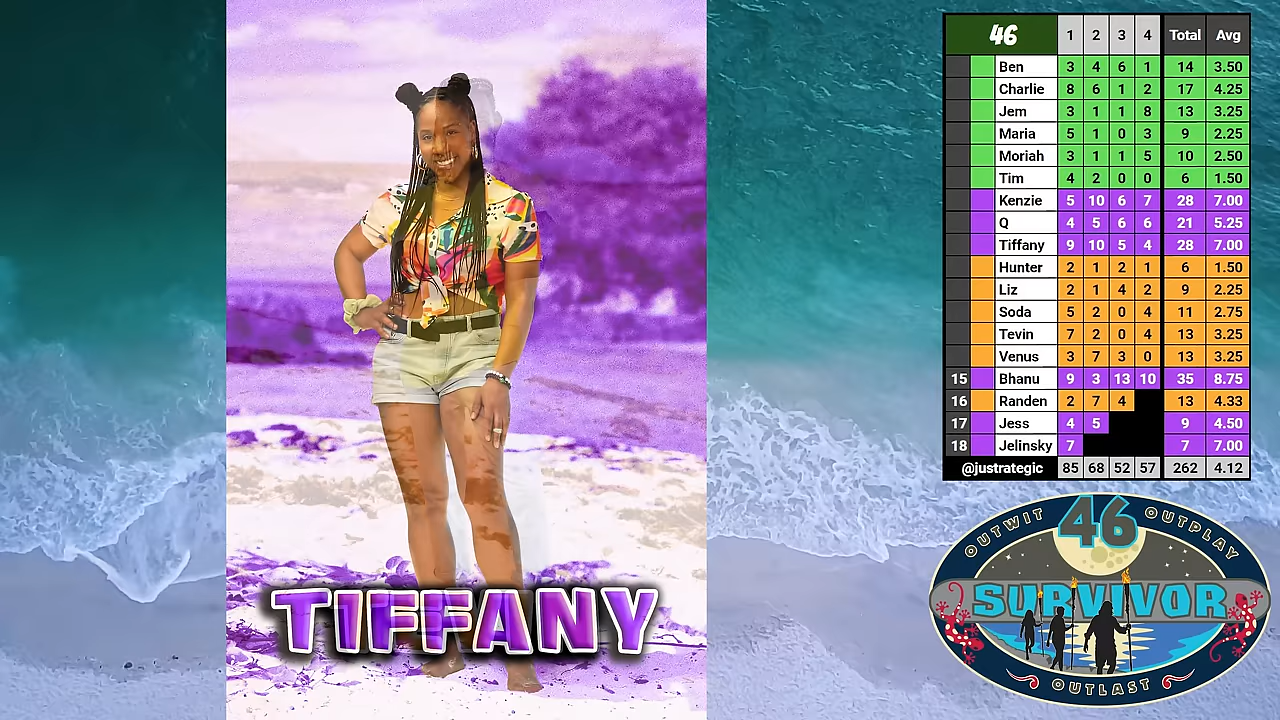 46 1 2 3 4 Total Avg
Ben 3 4 6 1 14 3.50
Charlie 8 6 1 2 17 4.25
Jem 3 1 1 8 13 3.25
Maria 5 1 0 3 9 2.25
Moriah 3 1 1 5 10 2.50
Tim 4 2 0 0 6 1.50
Kenzie 5 10 6 7 28 7.00
Q 4 5 6 6 21 5.25
Tiffany 9 10 5 4 28 7.00
Hunter 2 1 2 1 6 1.50
Liz 2 1 4 2 9 2.25
Soda 5 2 0 4 11 2.75
Tevin 7 2 0 4 13 3.25
Venus 3 7 3 0 13 3.25
15 Bhanu 9 3 13 10 35 8.75
16 Randen 2 7 4 13 4.33
17 Jess 4 5 9 4.50
18 Jelinsky 7 7 7.00
@justrategic 85 68 52 57 262 4.12
TIFFANY
46
OUTWIT OUTPLAY
SURVIVOR
OUTLAST